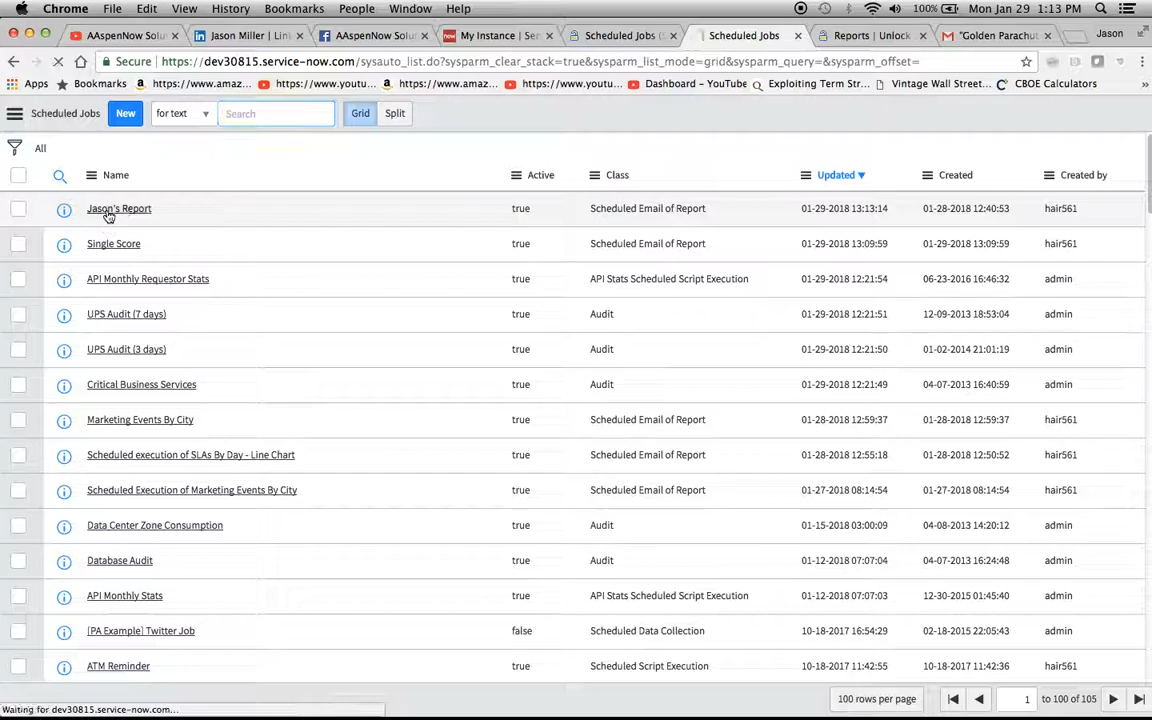 Chrome File Edit View History Bookmarks People Window Help 100% Mon Jan 29 1:13 PM
AAspenNow Solu Jason Miller | Link AAspenNow Solu My Instance | Ser Scheduled Jobs (S Scheduled Jobs Reports | Unlock "Golden Parachut Jason
Secure https://dev30815.service-now.com/sysauto_list.do?sysparm_clear_stack=true&sysparm_list_mode=grid&sysparm_query=&sysparm_offset=
Apps Bookmarks https://www.amaz... https://www.youtu... https://www.amaz... https://www.youtu... Dashboard – YouTu... Exploiting Term Str... Vintage Wall Street... CBOE Calculators »
Scheduled Jobs New for text Search Grid Split
All
Name Active Class Updated Created Created by
Jason's Report true Scheduled Email of Report 01-29-2018 13:13:14 01-28-2018 12:40:53 hair561
Single Score true Scheduled Email of Report 01-29-2018 13:09:59 01-29-2018 13:09:59 hair561
API Monthly Requestor Stats true API Stats Scheduled Script Execution 01-29-2018 12:21:54 06-23-2016 16:46:32 admin
UPS Audit (7 days) true Audit 01-29-2018 12:21:51 12-09-2013 18:53:04 admin
UPS Audit (3 days) true Audit 01-29-2018 12:21:50 01-02-2014 21:01:19 admin
Critical Business Services true Audit 01-29-2018 12:21:49 04-07-2013 16:40:59 admin
Marketing Events By City true Scheduled Email of Report 01-28-2018 12:59:37 01-28-2018 12:59:37 hair561
Scheduled execution of SLAs By Day - Line Chart true Scheduled Email of Report 01-28-2018 12:55:18 01-28-2018 12:50:52 hair561
Scheduled Execution of Marketing Events By City true Scheduled Email of Report 01-27-2018 08:14:54 01-27-2018 08:14:54 hair561
Data Center Zone Consumption true Audit 01-15-2018 03:00:09 04-08-2013 14:20:12 admin
Database Audit true Audit 01-12-2018 07:07:04 04-07-2013 16:24:48 admin
API Monthly Stats true API Stats Scheduled Script Execution 01-12-2018 07:07:03 12-30-2015 01:45:40 admin
[PA Example] Twitter Job false Scheduled Data Collection 10-18-2017 16:54:29 02-18-2015 22:05:43 admin
ATM Reminder true Scheduled Script Execution 10-18-2017 11:42:55 10-18-2017 11:42:36 hair561
100 rows per page 1 to 100 of 105
Waiting for dev30815.service-now.com...